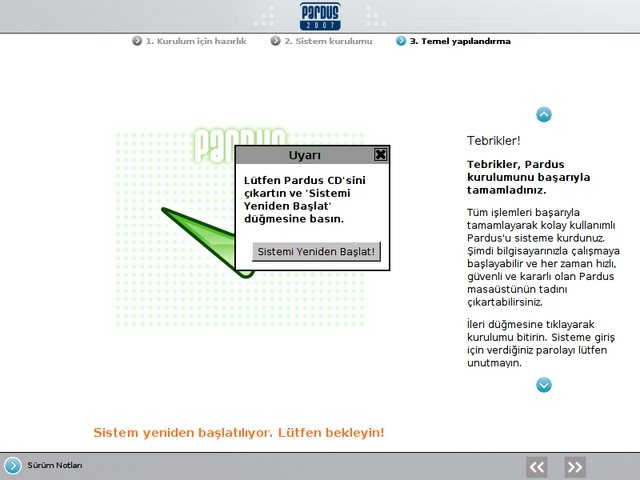 PARDUS
2007
1. Kurulum için hazırlık
2. Sistem kurulumu
3. Temel yapılandırma
PARDUS
Uyarı
Lütfen Pardus CD'sini
çıkartın ve 'Sistemi
Yeniden Başlat'
düğmesine basın.
Sistemi Yeniden Başlat!
Tebrikler!
Tebrikler, Pardus
kurulumunu başarıyla
tamamladınız.
Tüm işlemleri başarıyla
tamamlayarak kolay kullanımlı
Pardus'u sisteme kurdunuz.
Şimdi bilgisayarınızla çalışmaya
başlayabilir ve her zaman hızlı,
güvenli ve kararlı olan Pardus
masaüstünün tadını
çıkartabilirsiniz.
İleri düğmesine tıklayarak
kurulumu bitirin. Sisteme giriş
için verdiğiniz parolayı lütfen
unutmayın.
Sistem yeniden başlatılıyor. Lütfen bekleyin!
Sürüm Notları